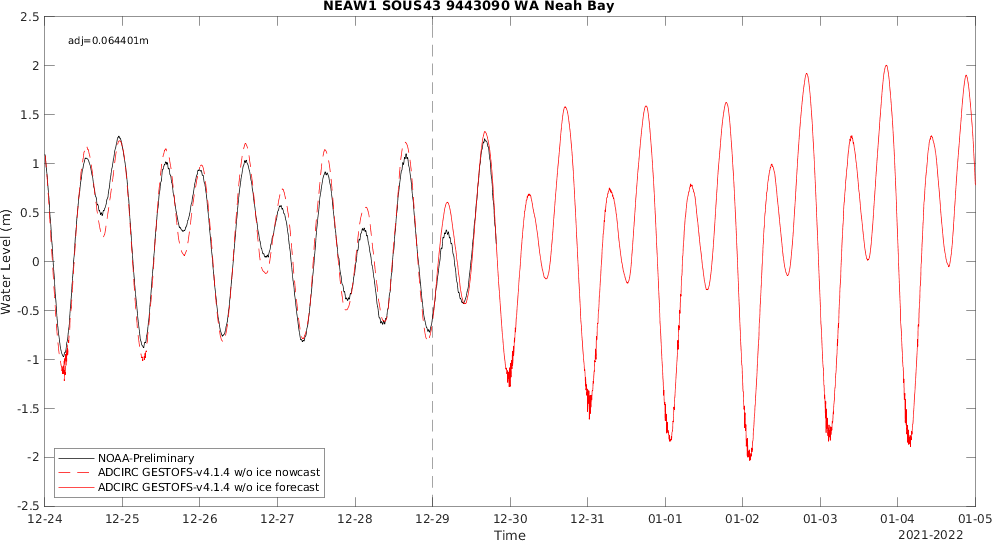 NEAW1 SOUS43 9443090 WA Neah Bay
adj=0.064401m
2.5
2
1.5
1
0.5
0
-0.5
-1
-1.5
-2
-2.5
Water Level (m)
NOAA-Preliminary
ADCIRC GESTOFS-v4.1.4 w/o ice nowcast
ADCIRC GESTOFS-v4.1.4 w/o ice forecast
12-24 12-25 12-26 12-27 12-28 12-29 12-30 12-31 01-01 01-02 01-03 01-04 01-05
Time
2021-2022